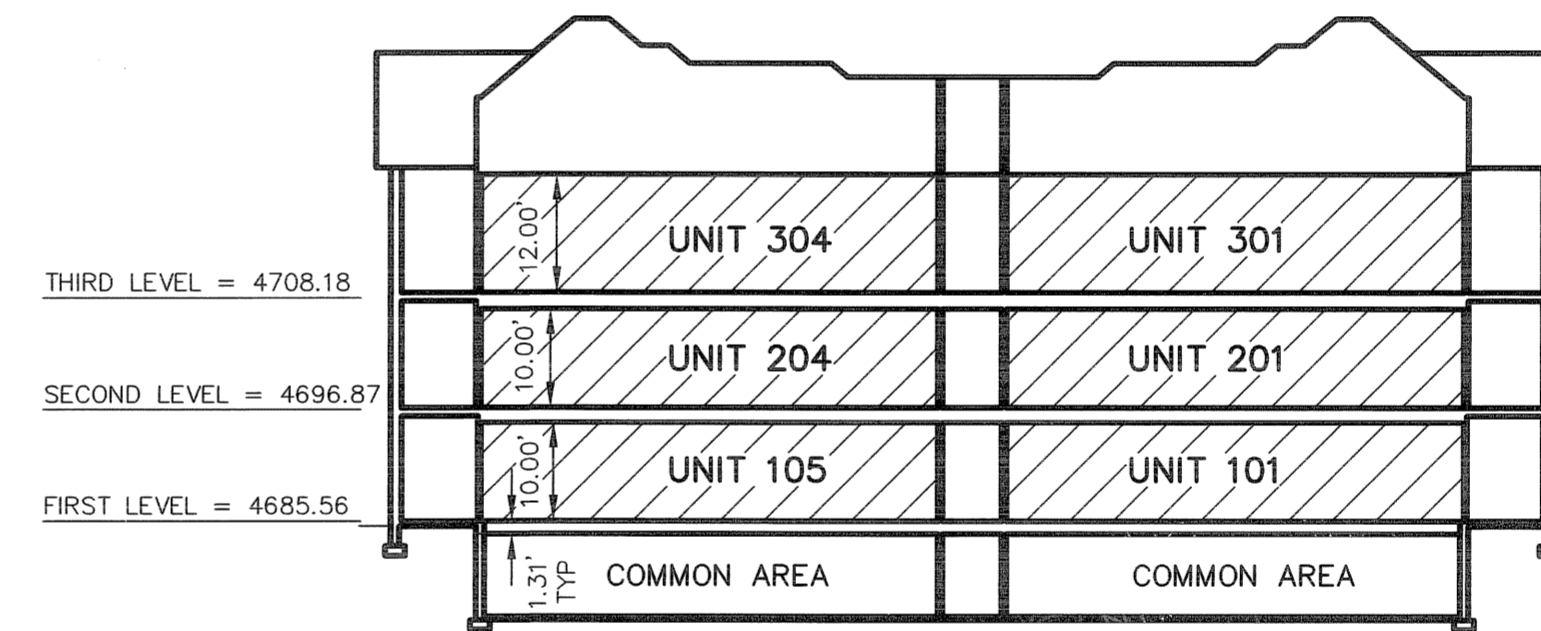 12.00'
UNIT 304
UNIT 301
THIRD LEVEL = 4708.18
10.00'
UNIT 204
UNIT 201
SECOND LEVEL = 4696.87
10.00'
UNIT 105
UNIT 101
FIRST LEVEL = 4685.56
1.31'
TYP
COMMON AREA
COMMON AREA